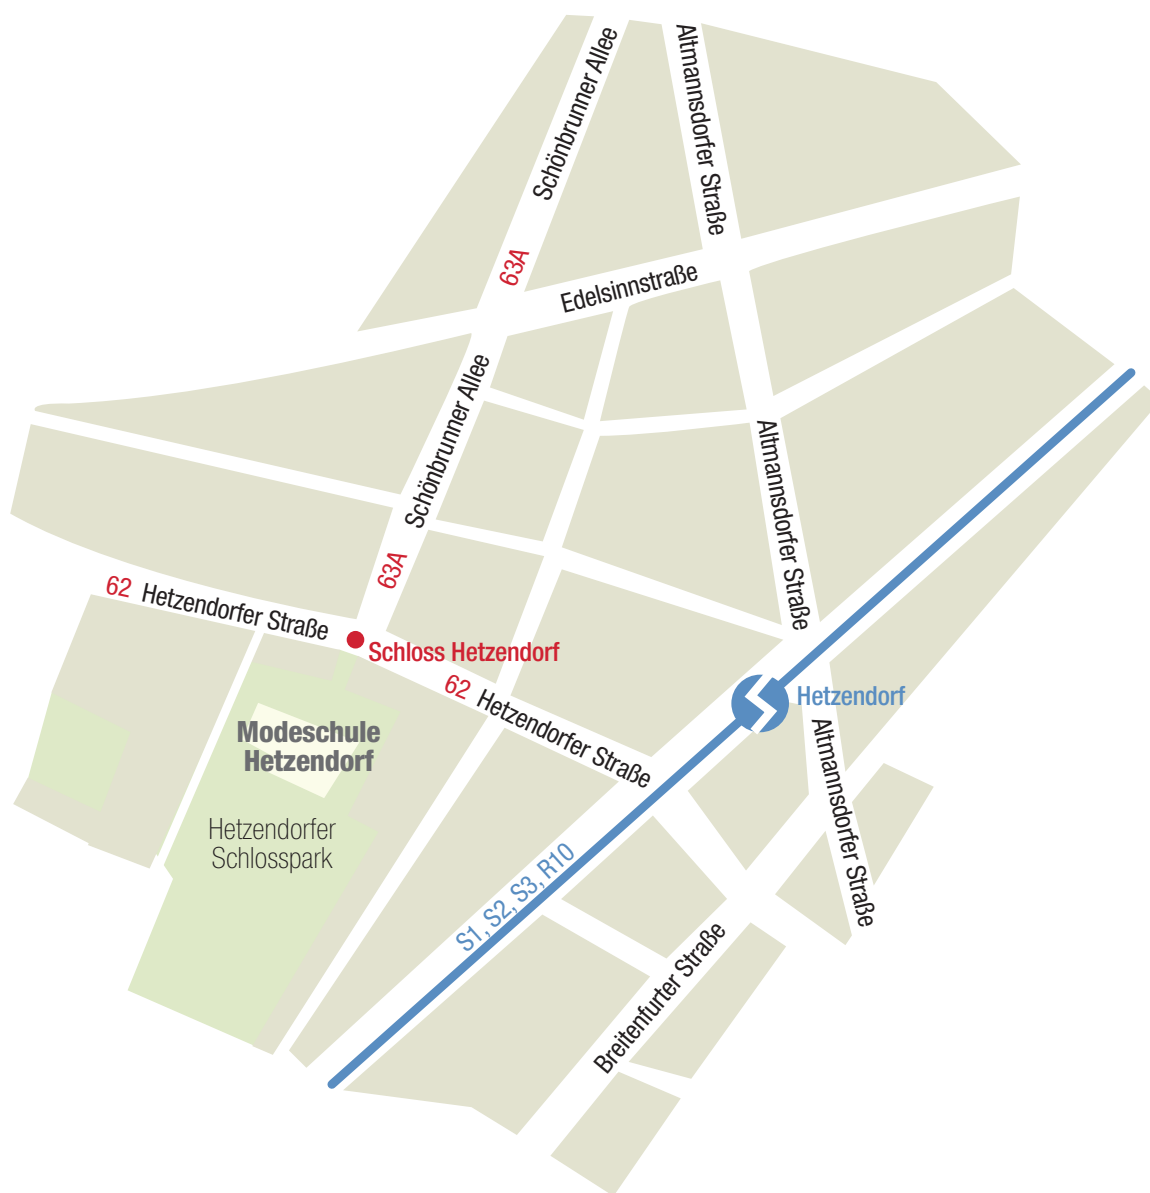 Schönbrunner Allee
Altmannsdorfer Straße
63A
Edelsinnstraße
Schönbrunner Allee
Altmannsdorfer Straße
63A
62 Hetzendorfer Straße
Schloss Hetzendorf
62 Hetzendorfer Straße
Hetzendorf
Modeschule
Hetzendorf
Altmannsdorfer Straße
Hetzendorfer
Schlosspark
S1, S2, S3, R10
Breitenfurter Straße